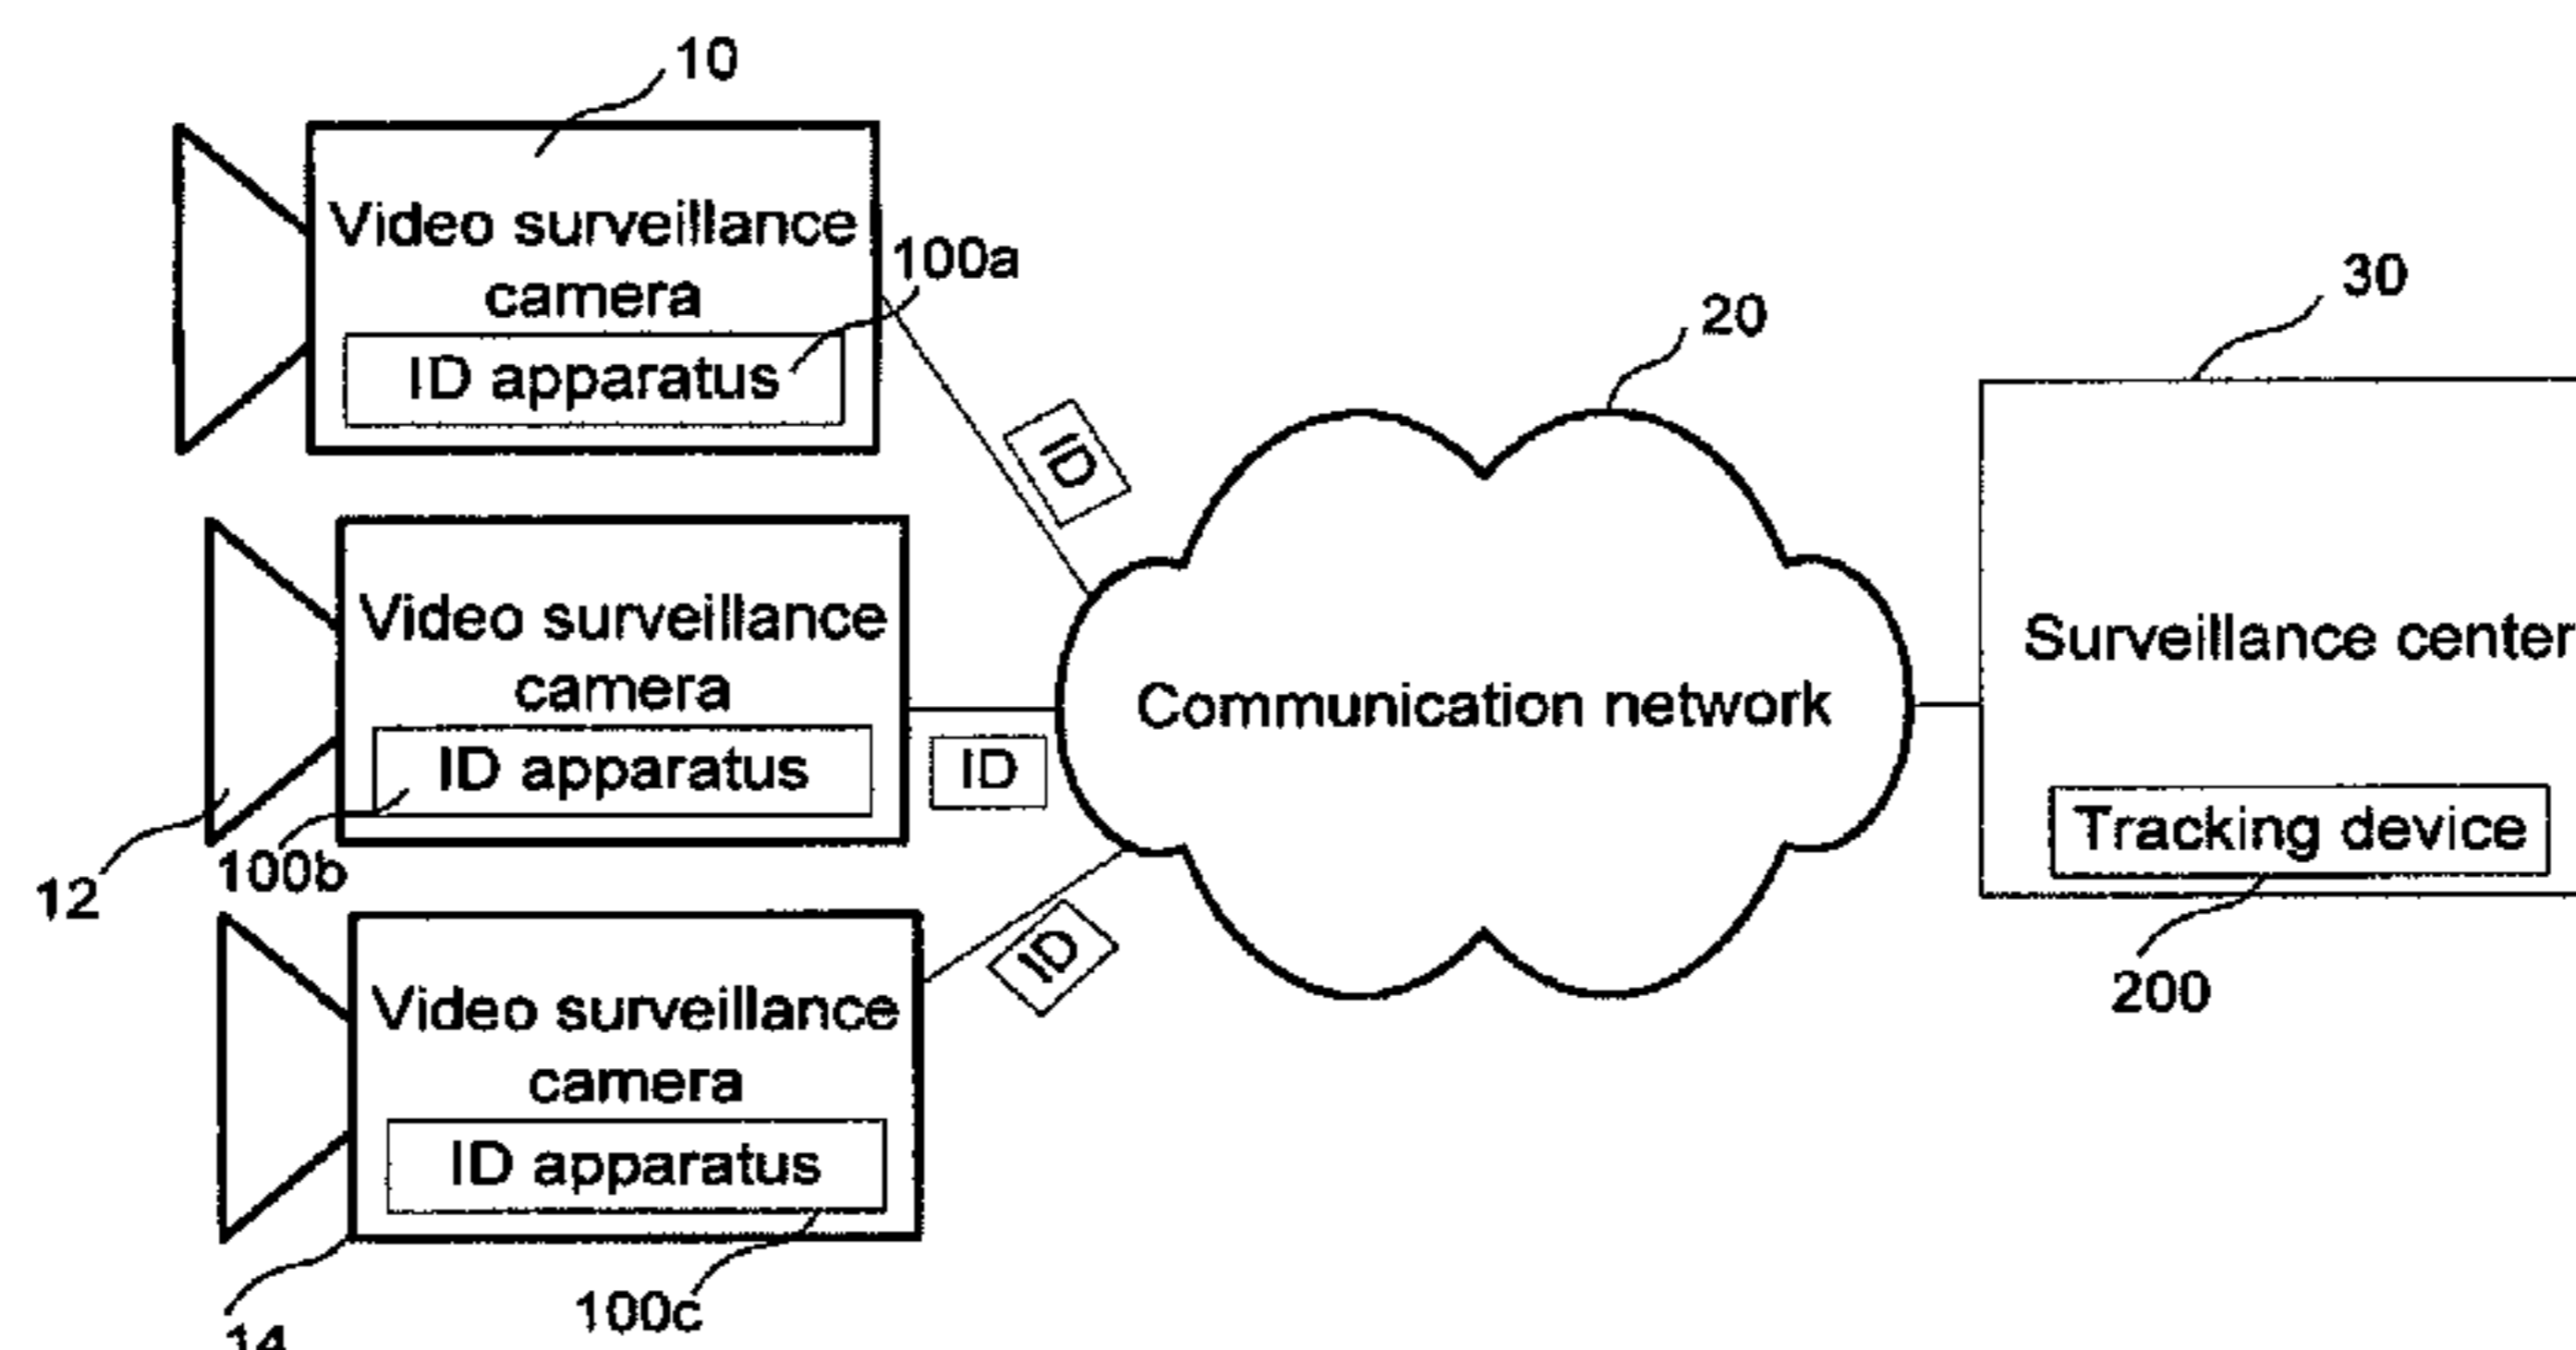 10
Video surveillance
camera
100a
ID apparatus
ID
20
30
Video surveillance
camera
ID apparatus
ID
12
100b
Communication network
Surveillance center
Tracking device
200
Video surveillance
camera
ID apparatus
ID
14
100c